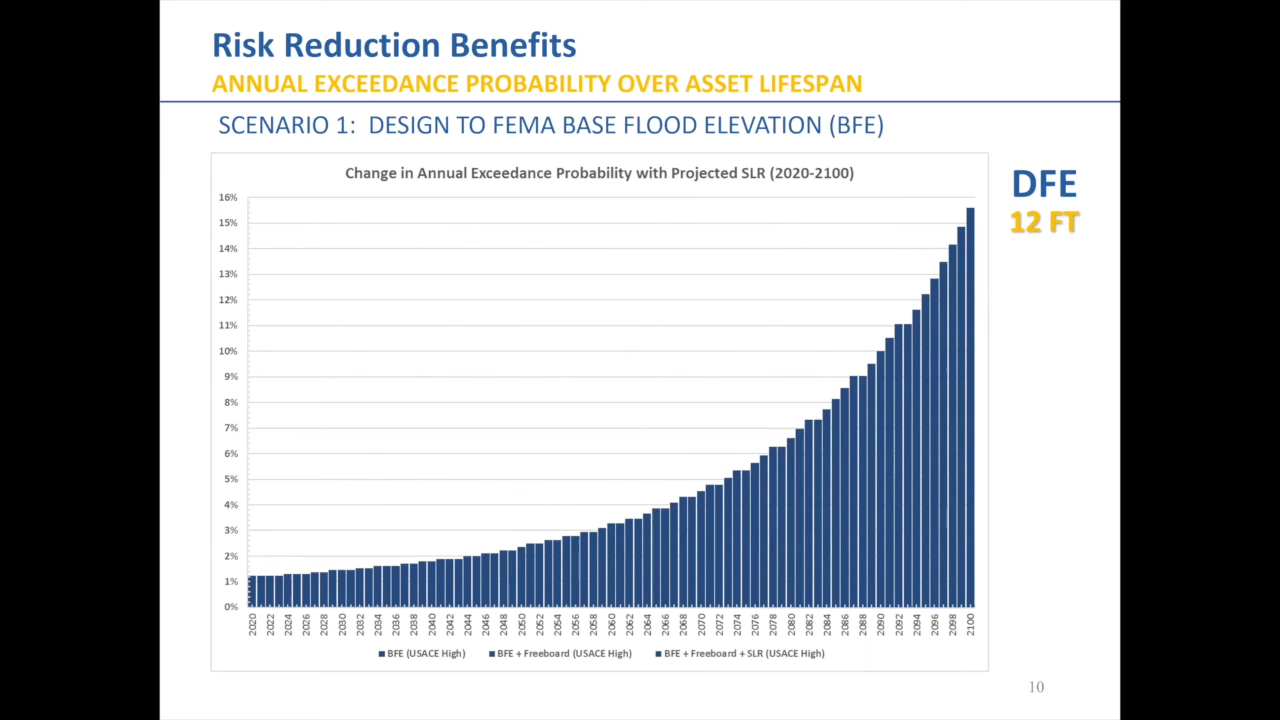 Risk Reduction Benefits
ANNUAL EXCEEDANCE PROBABILITY OVER ASSET LIFESPAN
SCENARIO 1: DESIGN TO FEMA BASE FLOOD ELEVATION (BFE)
Change in Annual Exceedance Probability with Projected SLR (2020-2100)
DFE
12 FT
16%
15%
14%
13%
12%
11%
10%
9%
8%
7%
6%
5%
4%
3%
2%
1%
0%
2020 2022 2024 2026 2028 2030 2032 2034 2036 2038 2040 2042 2044 2046 2048 2050 2052 2054 2056 2058 2060 2062 2064 2066 2068 2070 2072 2074 2076 2078 2080 2082 2084 2086 2088 2090 2092 2094 2096 2098 2100
BFE (USACE High) BFE + Freeboard (USACE High) BFE + Freeboard + SLR (USACE High)
10